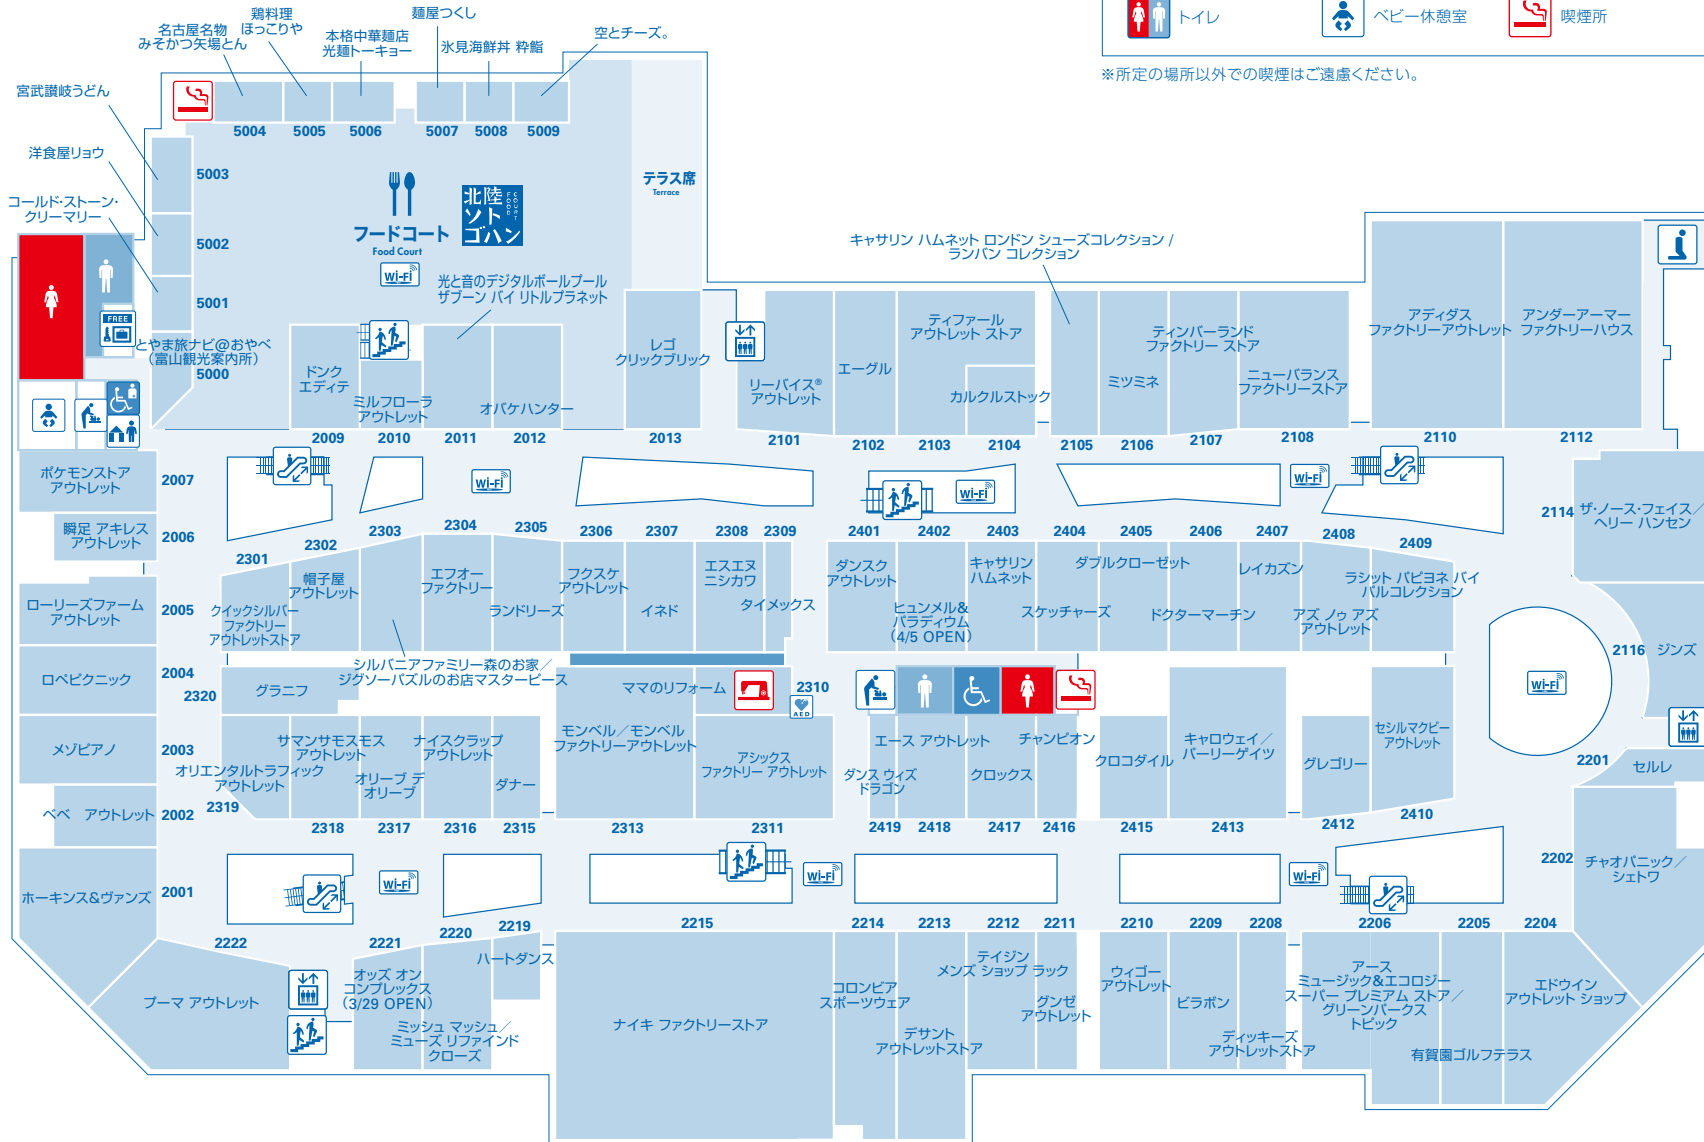 トイレ
ベビー休憩室
喫煙所
※所定の場所以外での喫煙はご遠慮ください。
名古屋名物
みそかつ矢場とん
鶏料理
ほっこりや
本格中華麺店
光麺トーキョー
麺屋つくし
氷見海鮮丼 粋鮨
空とチーズ。
宮武讃岐うどん
洋食屋リョウ
コールド・ストーン・
クリーマリー
5004
5005
5006
5007
5008
5009
5003
5002
5001
5000
フードコート
Food Court
北陸
ソト
ゴハン
FOOD
COURT
Wi-Fi
テラス席
Terrace
FREE
とやま旅ナビ@おやべ
(富山観光案内所)
光と音のデジタルボールプール
ザブーン バイ リトルプラネット
キャサリン ハムネット ロンドン シューズコレクション /
ランバン コレクション
ドンク
エディテ
ミルフローラ
アウトレット
オバケハンター
レゴ
クリックブリック
リーバイス®
アウトレット
エーグル
ティファール
アウトレット ストア
カルクルストック
ミツミネ
ティンバーランド
ファクトリー ストア
ニューバランス
ファクトリーストア
アディダス
ファクトリーアウトレット
アンダーアーマー
ファクトリーハウス
2009
2010
2011
2012
2013
2101
2102
2103
2104
2105
2106
2107
2108
2110
2112
Wi-Fi
Wi-Fi
Wi-Fi
ポケモンストア
アウトレット
2007
瞬足 アキレス
アウトレット
2006
ローリーズファーム
アウトレット
2005
ロペピクニック
2004
メゾピアノ
2003
べべ アウトレット
2002
ホーキンス&ヴァンズ
2001
2114
ザ・ノース・フェイス/
ヘリー ハンセン
2301
2302
2303
2304
2305
2306
2307
2308
2309
2401
2402
2403
2404
2405
2406
2407
2408
2409
クイックシルバー
ファクトリー
アウトレットストア
帽子屋
アウトレット
エフオー
ファクトリー
ランドリーズ
フクスケ
アウトレット
イネド
エスエヌ
ニシカワ
タイメックス
ダンスク
アウトレット
ヒュンメル&
パラディウム
(4/5 OPEN)
キャサリン
ハムネット
スケッチャーズ
ダブルクローゼット
ドクターマーチン
レイカズン
アズ ノゥ アズ
アウトレット
ラシット パピヨネ バイ
パルコレクション
シルバニアファミリー森のお家/
ジグソーパズルのお店マスターピース
2320
グラニフ
ママのリフォーム
2310
AED
2116
ジンズ
Wi-Fi
オリエンタルトラフィック
アウトレット
サマンサモスモス
アウトレット
オリーブ デ
オリーブ
ナイスクラップ
アウトレット
ダナー
モンベル/モンベル
ファクトリーアウトレット
アシックス
ファクトリー アウトレット
エース アウトレット
ダンス ウィズ
ドラゴン
クロックス
チャンピオン
クロコダイル
キャロウェイ/
パーリーゲイツ
グレゴリー
セシルマクビー
アウトレット
2201
セルレ
2319
2318
2317
2316
2315
2313
2311
2419
2418
2417
2416
2415
2413
2412
2410
2202
チャオパニック/
シェトワ
Wi-Fi
Wi-Fi
Wi-Fi
2222
2221
2220
2219
2215
2214
2213
2212
2211
2210
2209
2208
2206
2205
2204
プーマ アウトレット
オッズ オン
コンプレックス
(3/29 OPEN)
ミッシュ マッシュ/
ミューズ リファインド
クローズ
ハートダンス
ナイキ ファクトリーストア
コロンビア
スポーツウェア
デサント
アウトレットストア
テイジン
メンズ ショップ ラック
グンゼ
アウトレット
ウィゴー
アウトレット
ビラボン
ディッキーズ
アウトレットストア
アース
ミュージック&エコロジー
スーパー プレミアム ストア/
グリーンパークス
トピック
有賀園ゴルフテラス
エドウイン
アウトレット ショップ